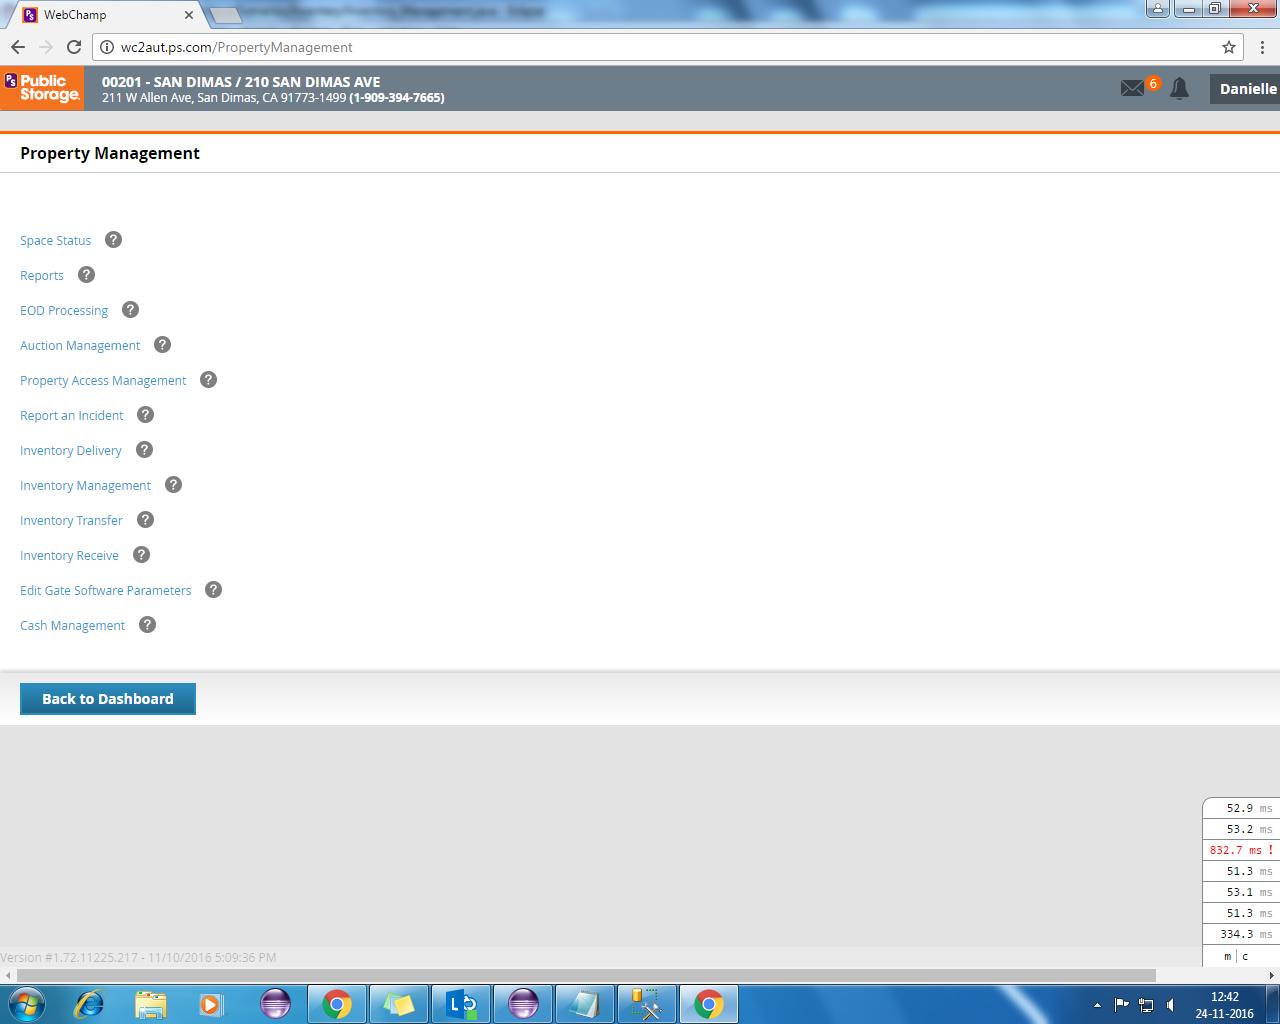 WebChamp
wc2aut.ps.com/PropertyManagement
PS Public Storage.
00201 - SAN DIMAS / 210 SAN DIMAS AVE
211 W Allen Ave, San Dimas, CA 91773-1499 (1-909-394-7665)
6
Danielle
Property Management
Space Status ?
Reports ?
EOD Processing ?
Auction Management ?
Property Access Management ?
Report an Incident ?
Inventory Delivery ?
Inventory Management ?
Inventory Transfer ?
Inventory Receive ?
Edit Gate Software Parameters ?
Cash Management ?
Back to Dashboard
52.9 ms
53.2 ms
832.7 ms !
51.3 ms
53.1 ms
51.3 ms
334.3 ms
m | c
Version #1.72.11225.217 - 11/10/2016 5:09:36 PM
12:42
24-11-2016